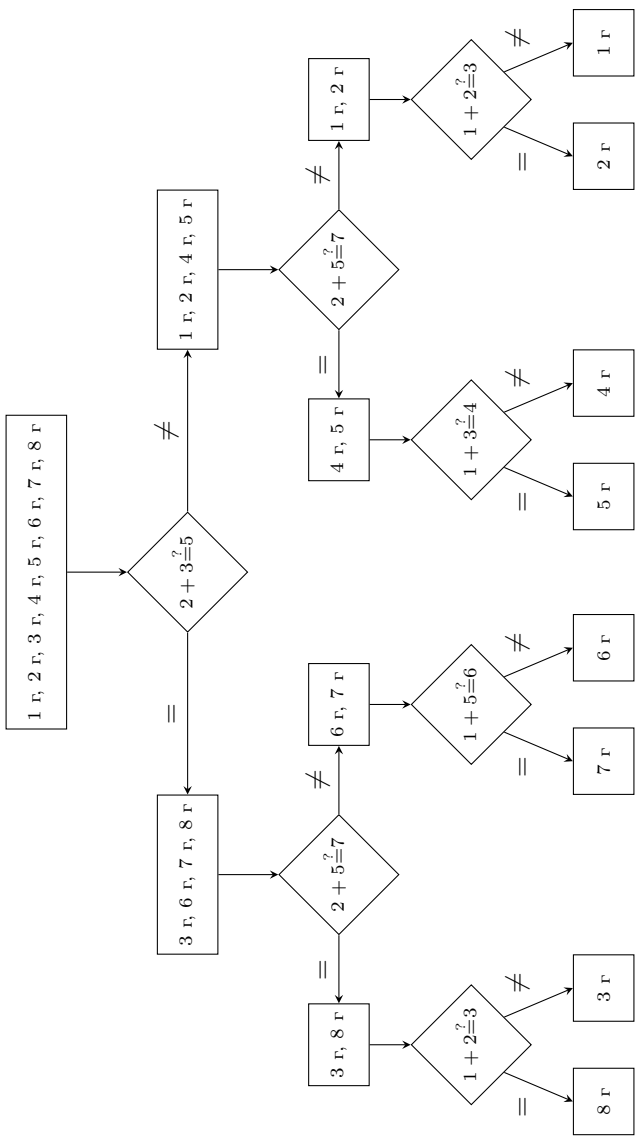 1 г, 2 г, 3 г, 4 г, 5 г, 6 г, 7 г, 8 г
2 + 3 ≟ 5
=
≠
3 г, 6 г, 7 г, 8 г
1 г, 2 г, 4 г, 5 г
2 + 5 ≟ 7
2 + 5 ≟ 7
=
≠
=
≠
3 г, 8 г
6 г, 7 г
4 г, 5 г
1 г, 2 г
1 + 2 ≟ 3
1 + 5 ≟ 6
1 + 3 ≟ 4
1 + 2 ≟ 3
=
≠
=
≠
=
≠
=
≠
8 г
3 г
7 г
6 г
5 г
4 г
2 г
1 г